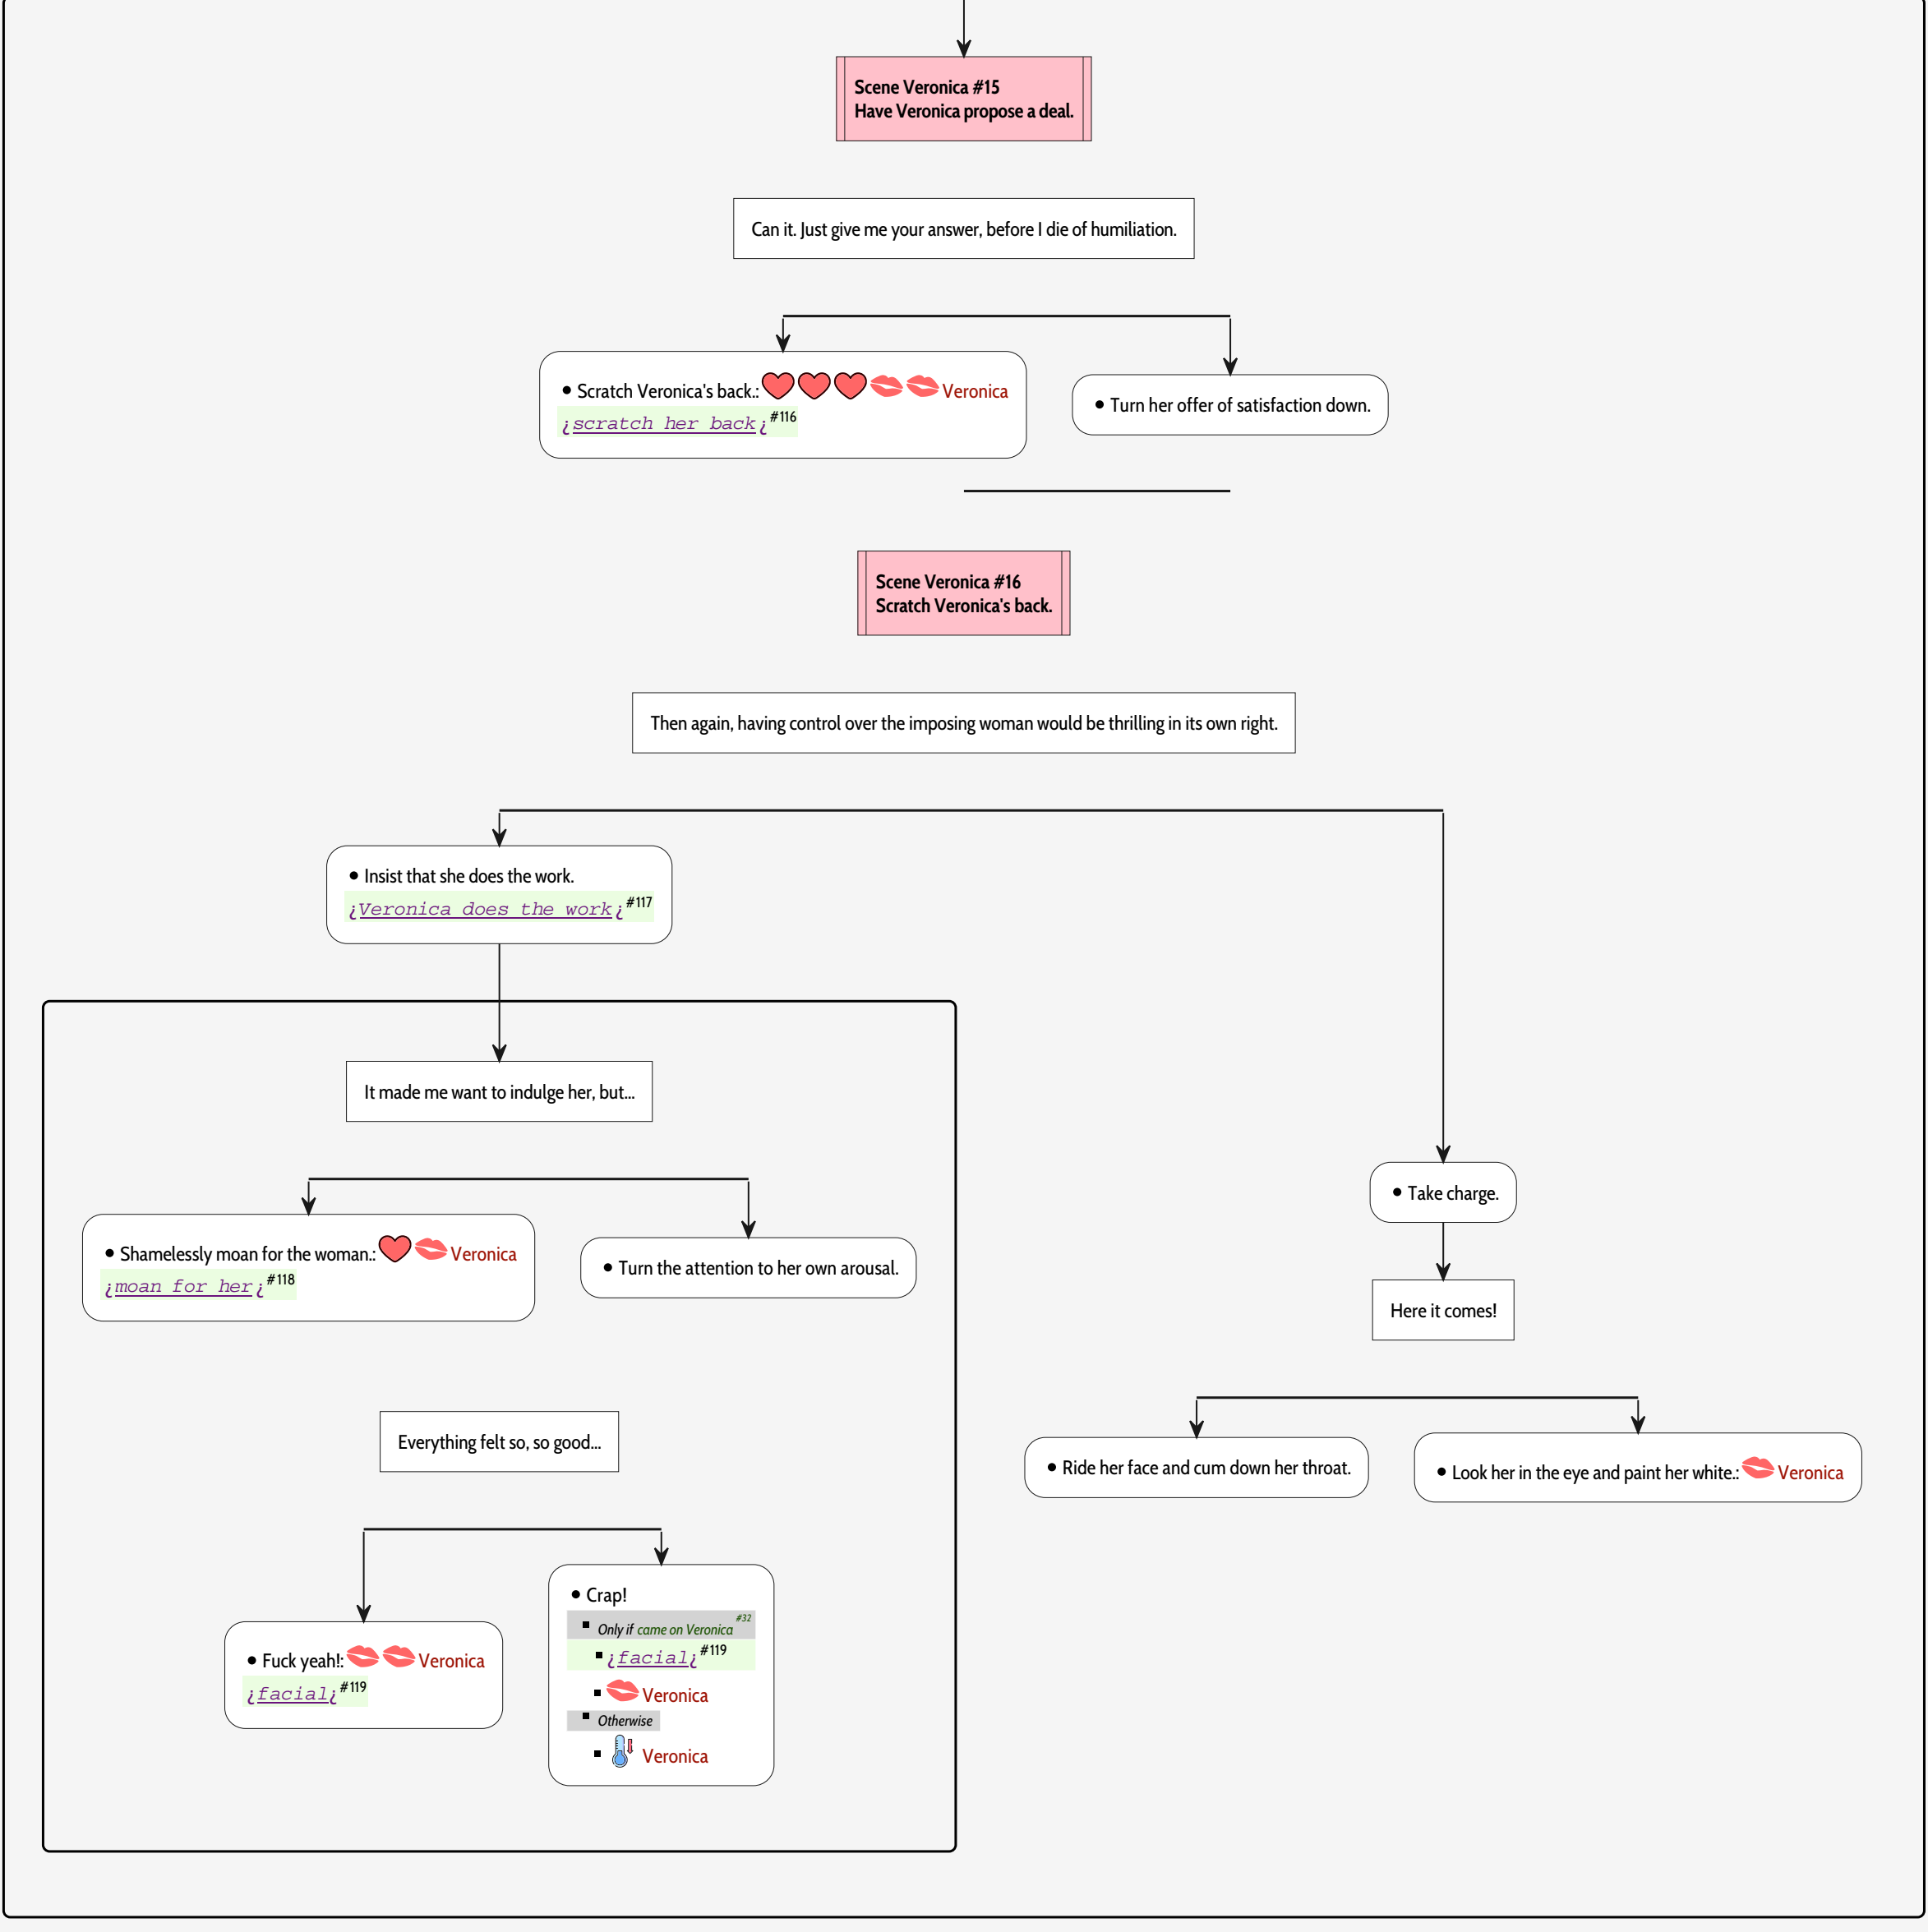 Scene Veronica #15
Have Veronica propose a deal.
Can it. Just give me your answer, before I die of humiliation.
• Scratch Veronica's back.: Veronica
¿scratch her back¿ #116
• Turn her offer of satisfaction down.
Scene Veronica #16
Scratch Veronica's back.
Then again, having control over the imposing woman would be thrilling in its own right.
• Insist that she does the work.
¿Veronica does the work¿ #117
It made me want to indulge her, but...
• Shamelessly moan for the woman.: Veronica
¿moan for her¿ #118
• Turn the attention to her own arousal.
• Take charge.
Here it comes!
Everything felt so, so good...
• Ride her face and cum down her throat.
• Look her in the eye and paint her white.: Veronica
• Fuck yeah!: Veronica
¿facial¿ #119
• Crap!
▪ Only if came on Veronica #32
▪ ¿facial¿ #119
▪ Veronica
▪ Otherwise
▪ Veronica